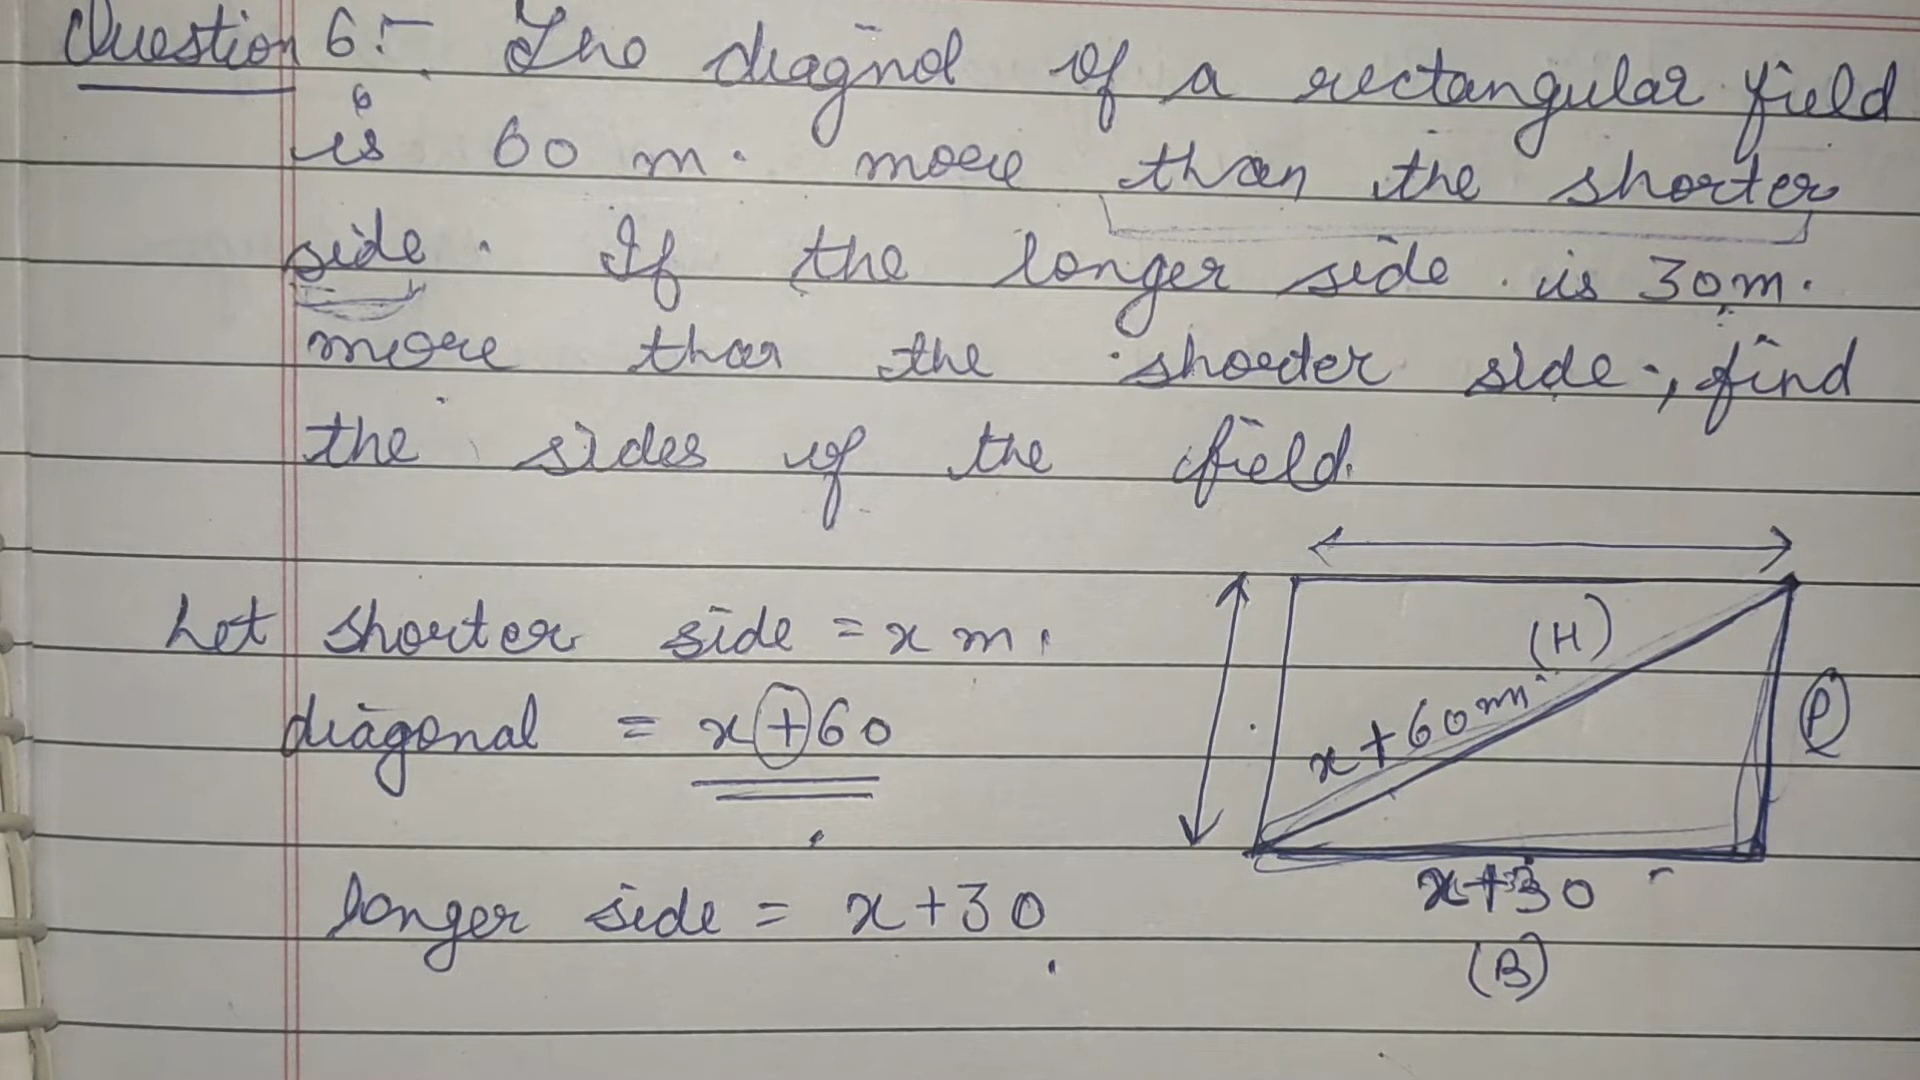 Question 6:- The diagnol of a rectangular field
is 60 m. more than the shorter
side. If the longer side is 30m.
more than the shorter side, find
the sides of the field.
Let shorter side = x m.
diagonal = x + 60
longer side = x + 30
(H)
x + 60 m
(P)
x + 30
(B)